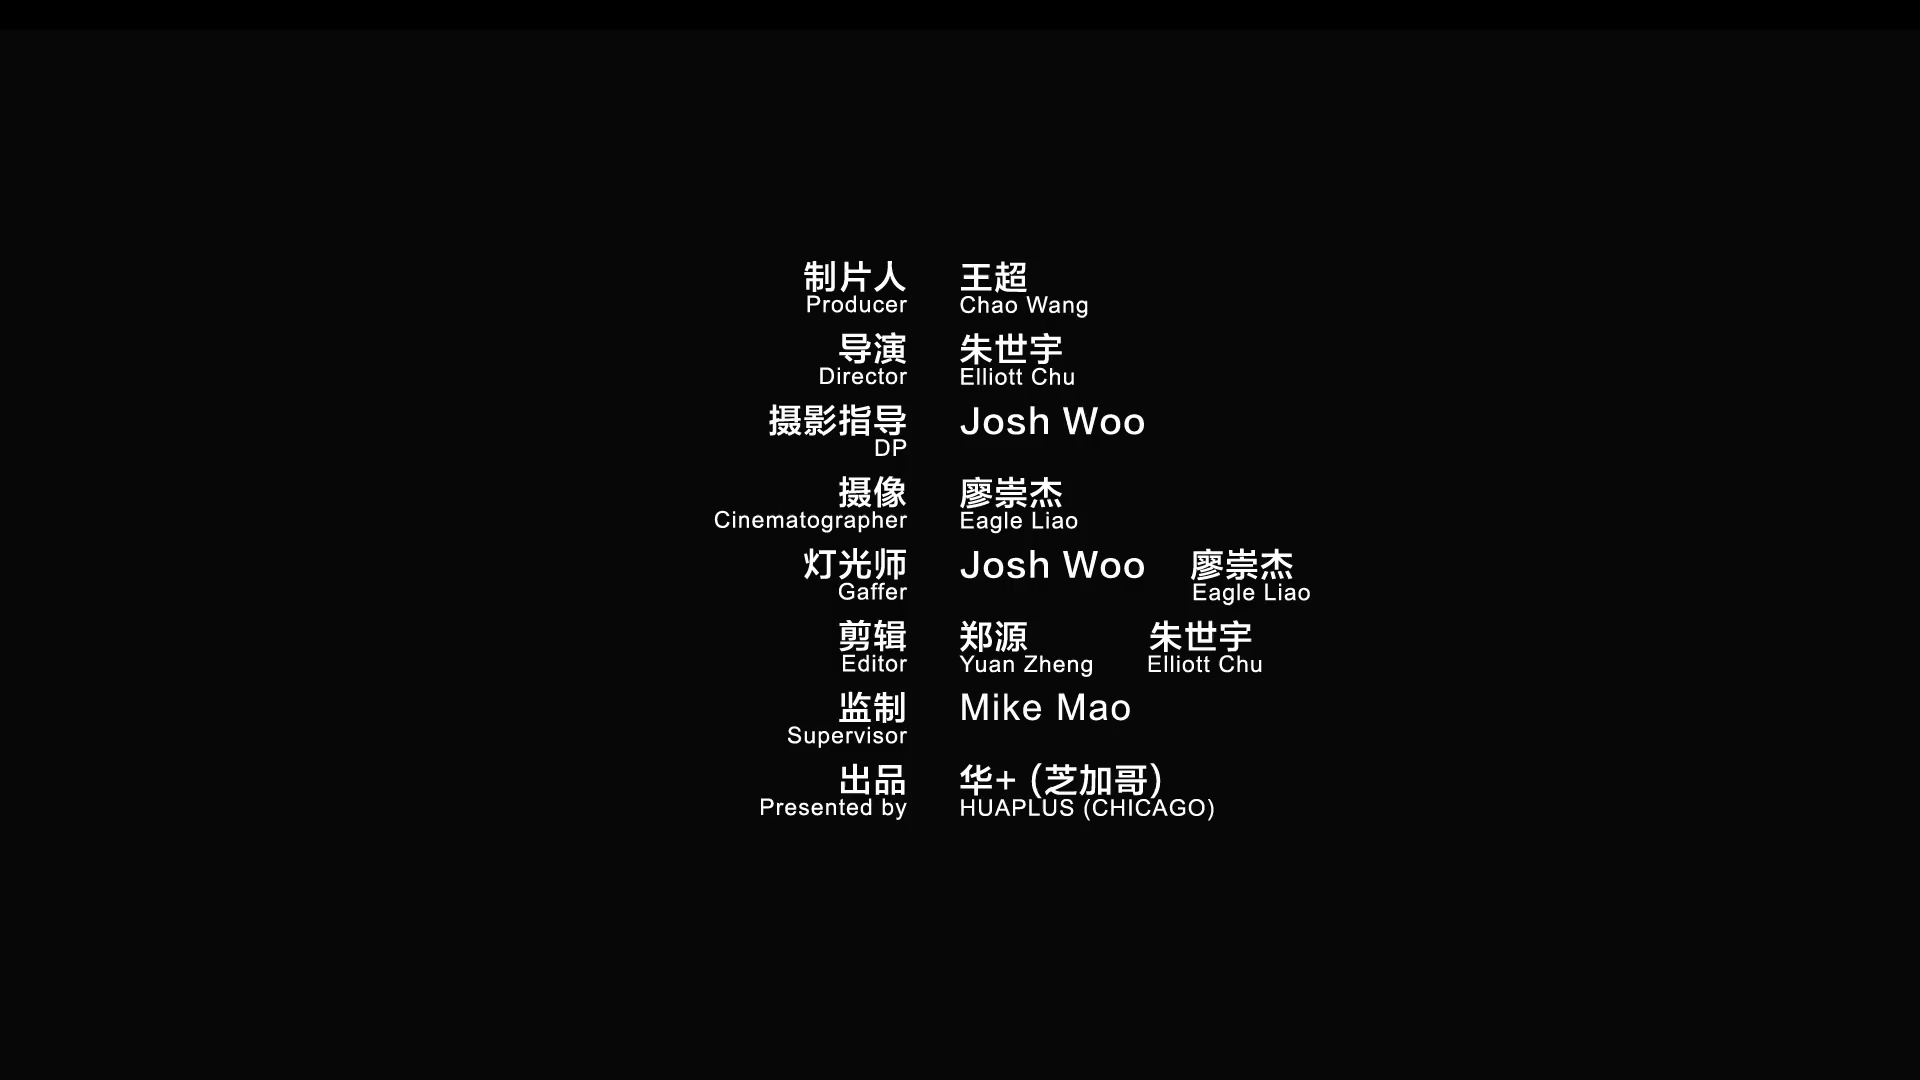 制片人 王超
Producer Chao Wang
导演 朱世宇
Director Elliott Chu
摄影指导 Josh Woo
DP
摄像 廖崇杰
Cinematographer Eagle Liao
灯光师 Josh Woo 廖崇杰
Gaffer Eagle Liao
剪辑 郑源 朱世宇
Editor Yuan Zheng Elliott Chu
监制 Mike Mao
Supervisor
出品 华+ (芝加哥)
Presented by HUAPLUS (CHICAGO)